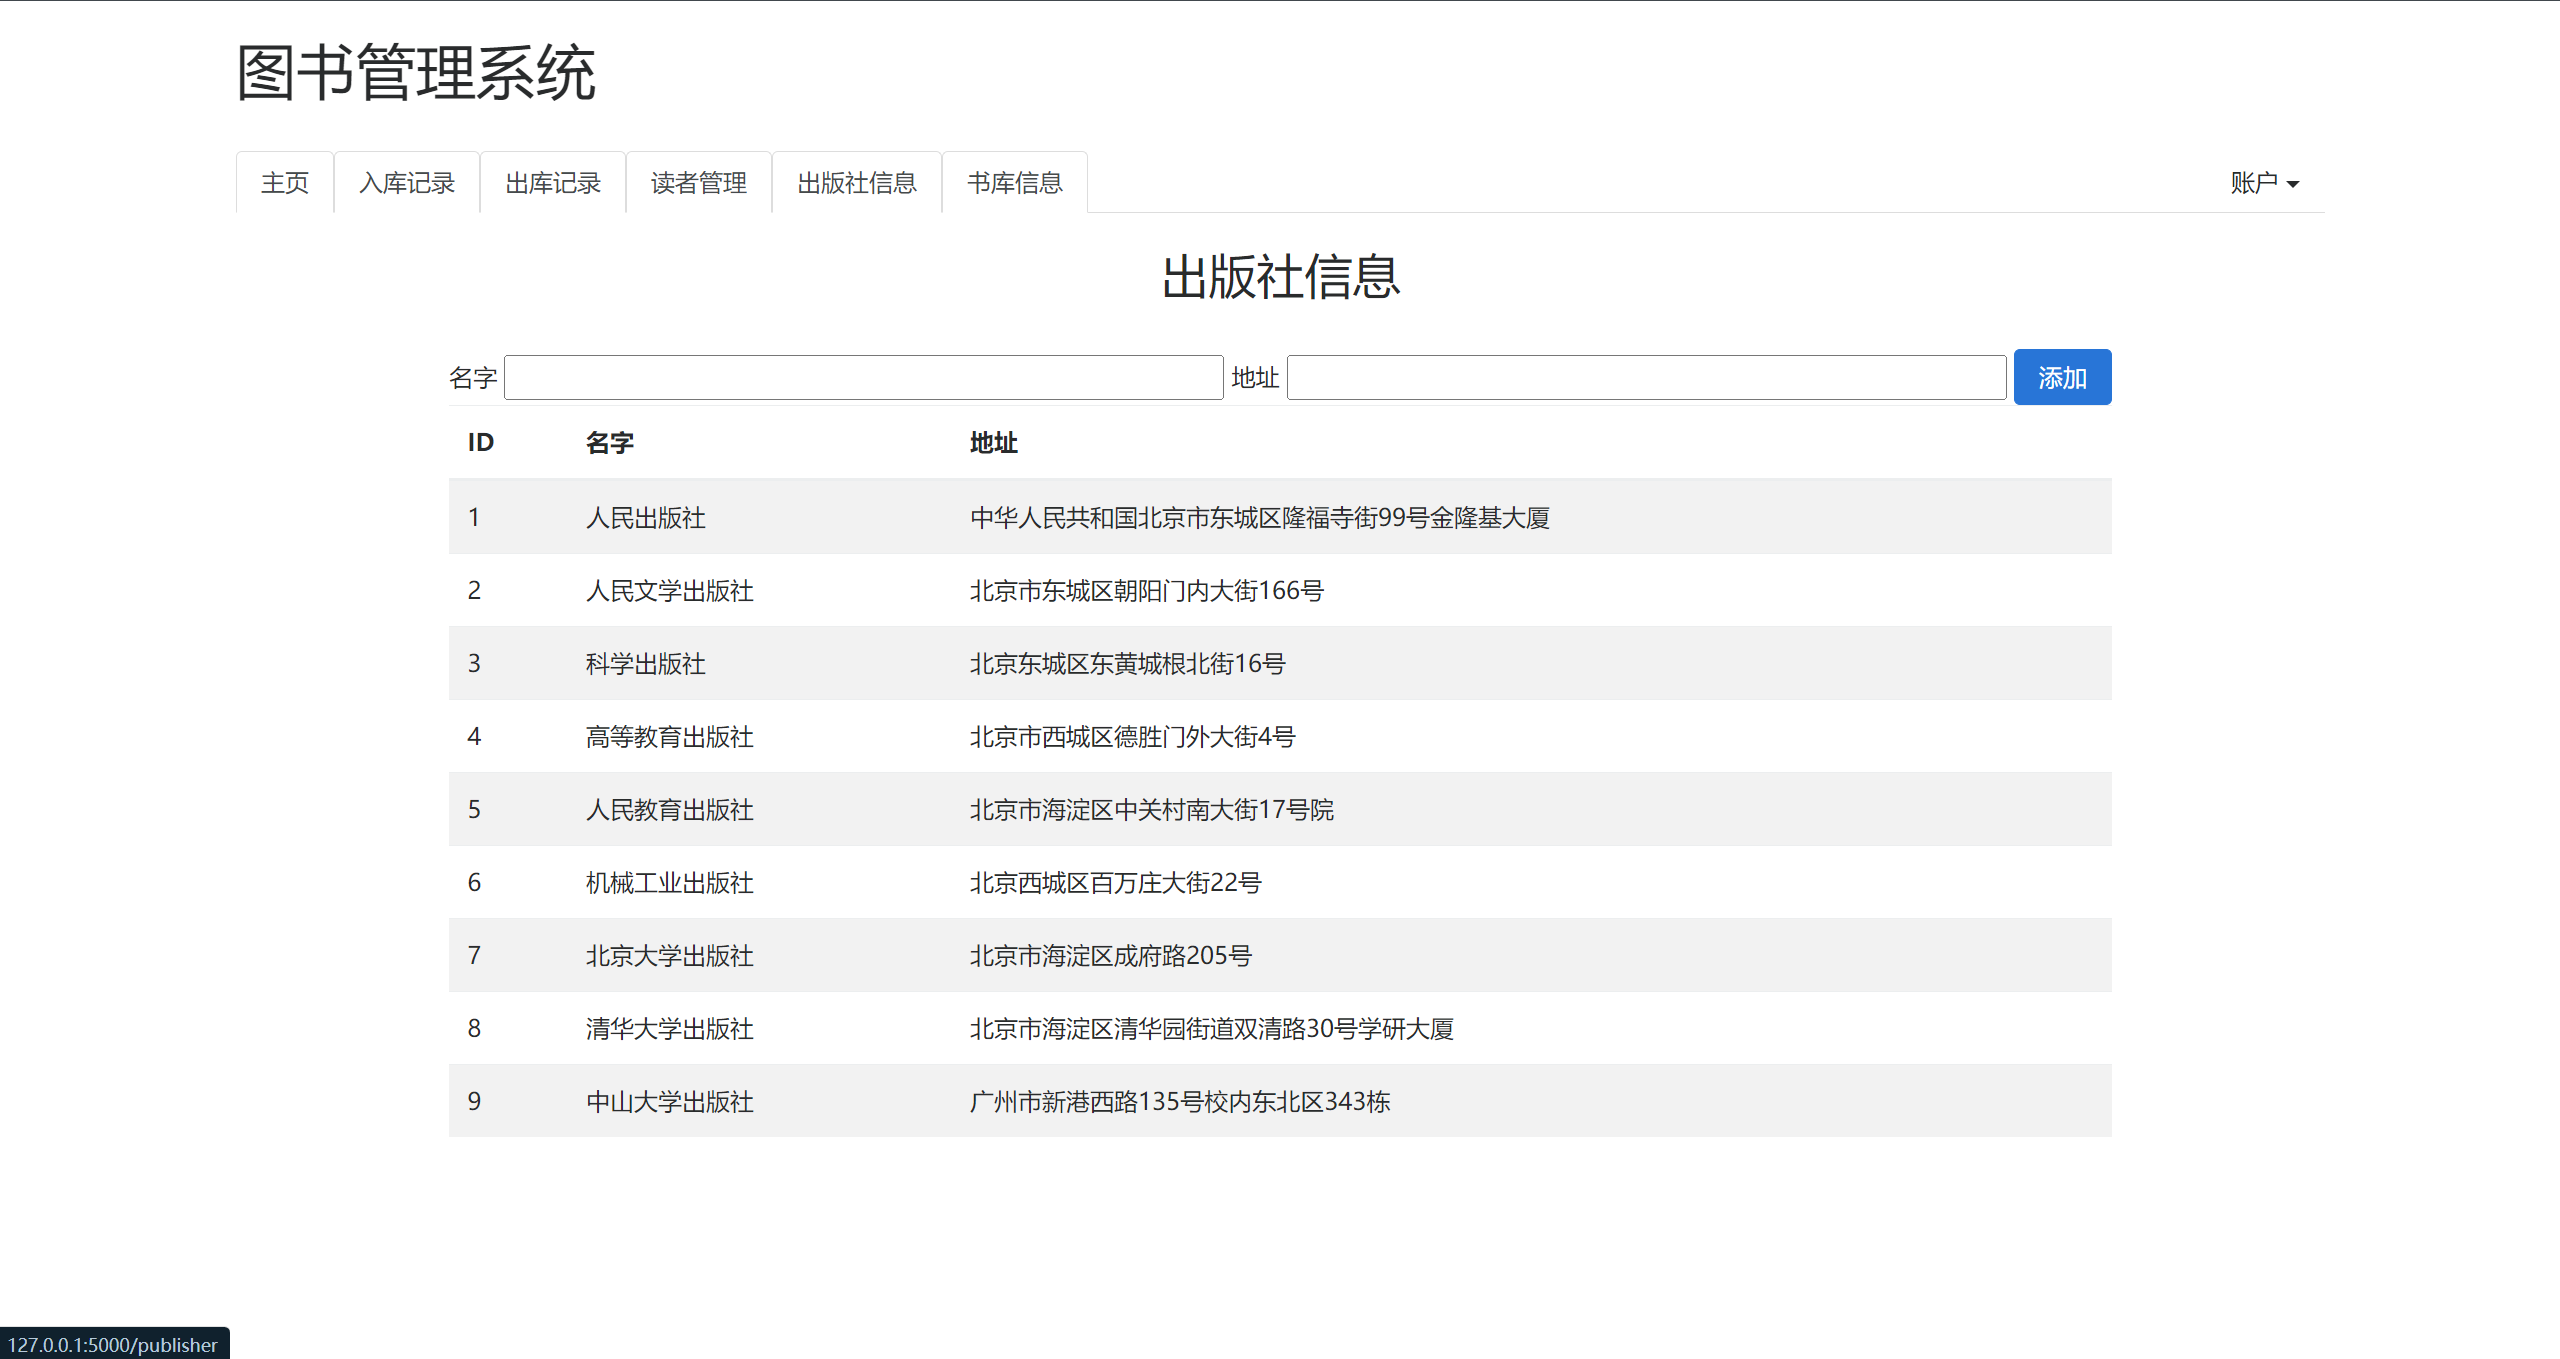 图书管理系统
主页 入库记录 出库记录 读者管理 出版社信息 书库信息 账户
出版社信息
名字 地址 添加
ID 名字 地址
1 人民出版社 中华人民共和国北京市东城区隆福寺街99号金隆基大厦
2 人民文学出版社 北京市东城区朝阳门内大街166号
3 科学出版社 北京东城区东黄城根北街16号
4 高等教育出版社 北京市西城区德胜门外大街4号
5 人民教育出版社 北京市海淀区中关村南大街17号院
6 机械工业出版社 北京西城区百万庄大街22号
7 北京大学出版社 北京市海淀区成府路205号
8 清华大学出版社 北京市海淀区清华园街道双清路30号学研大厦
9 中山大学出版社 广州市新港西路135号校内东北区343栋
127.0.0.1:5000/publisher